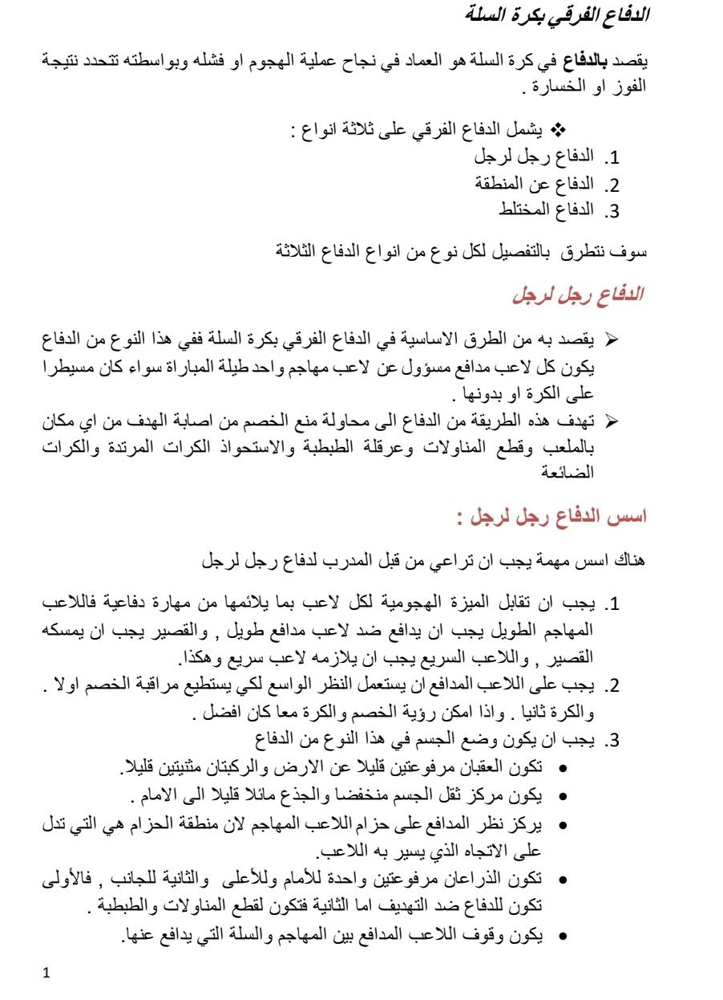 الدفاع الفرقي بكرة السلة
يقصد بالدفاع في كرة السلة هو العماد في نجاح عملية الهجوم او فشله وبواسطته تتحدد نتيجة
الفوز او الخسارة .
❖ يشمل الدفاع الفرقي على ثلاثة انواع :
1. الدفاع رجل لرجل
2. الدفاع عن المنطقة
3. الدفاع المختلط
سوف نتطرق بالتفصيل لكل نوع من انواع الدفاع الثلاثة
الدفاع رجل لرجل
➢ يقصد به من الطرق الاساسية في الدفاع الفرقي بكرة السلة ففي هذا النوع من الدفاع
يكون كل لاعب مدافع مسؤول عن لاعب مهاجم واحد طيلة المباراة سواء كان مسيطرا
على الكرة او بدونها .
➢ تهدف هذه الطريقة من الدفاع الى محاولة منع الخصم من اصابة الهدف من اي مكان
بالملعب وقطع المناولات وعرقلة الطبطبة والاستحواذ الكرات المرتدة والكرات
الضائعة
اسس الدفاع رجل لرجل :
هناك اسس مهمة يجب ان تراعي من قبل المدرب لدفاع رجل لرجل
1. يجب ان تقابل الميزة الهجومية لكل لاعب بما يلائمها من مهارة دفاعية فاللاعب
المهاجم الطويل يجب ان يدافع ضد لاعب مدافع طويل , والقصير يجب ان يمسكه
القصير , واللاعب السريع يجب ان يلازمه لاعب سريع وهكذا.
2. يجب على اللاعب المدافع ان يستعمل النظر الواسع لكي يستطيع مراقبة الخصم اولا .
والكرة ثانيا . واذا امكن رؤية الخصم والكرة معا كان افضل .
3. يجب ان يكون وضع الجسم في هذا النوع من الدفاع
• تكون العقبان مرفوعتين قليلا عن الارض والركبتان مثنيتين قليلا.
• يكون مركز ثقل الجسم منخفضا والجذع مائلا قليلا الى الامام .
• يركز نظر المدافع على حزام اللاعب المهاجم لان منطقة الحزام هي التي تدل
على الاتجاه الذي يسير به اللاعب.
• تكون الذراعان مرفوعتين واحدة للأمام وللأعلى والثانية للجانب , فالأولى
تكون للدفاع ضد التهديف اما الثانية فتكون لقطع المناولات والطبطبة .
• يكون وقوف اللاعب المدافع بين المهاجم والسلة التي يدافع عنها.
1